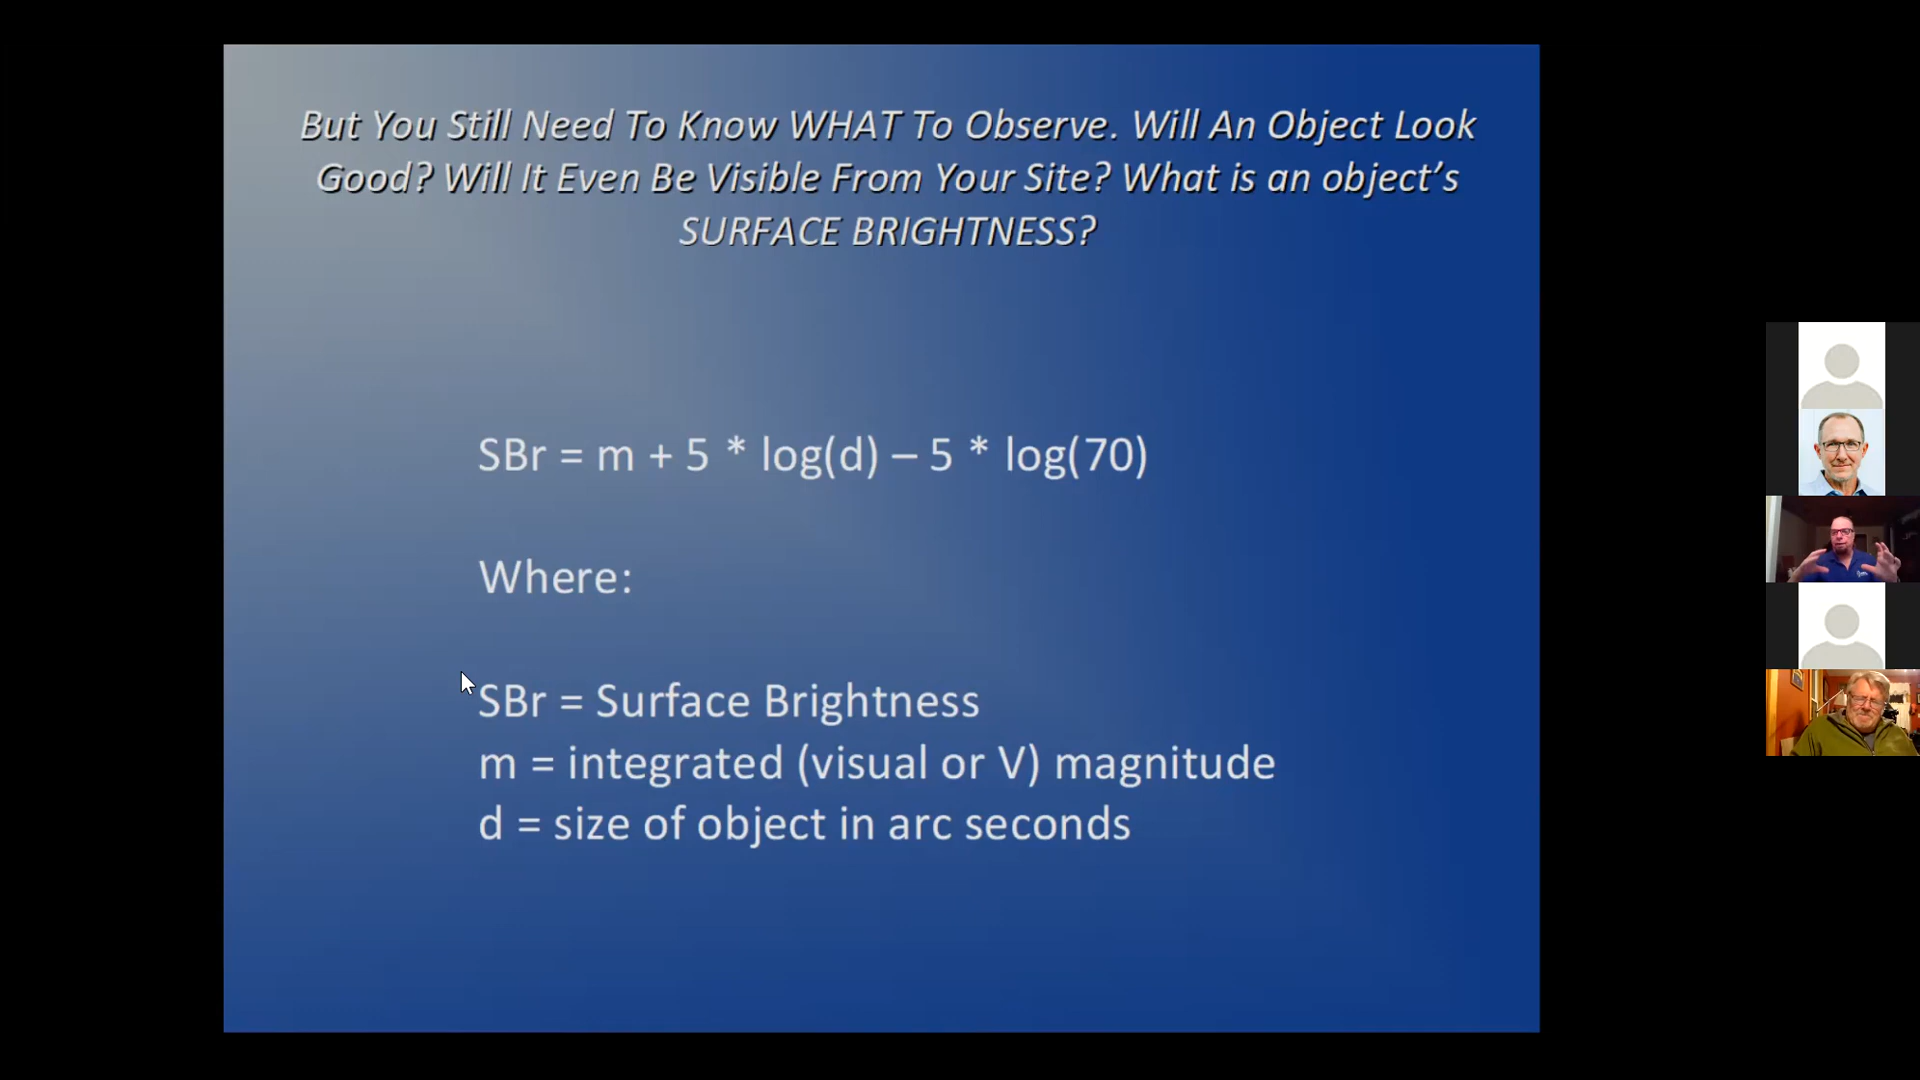 But You Still Need To Know WHAT To Observe. Will An Object Look
Good? Will It Even Be Visible From Your Site? What is an object’s
SURFACE BRIGHTNESS?
SBr = m + 5 * log(d) – 5 * log(70)
Where:
SBr = Surface Brightness
m = integrated (visual or V) magnitude
d = size of object in arc seconds